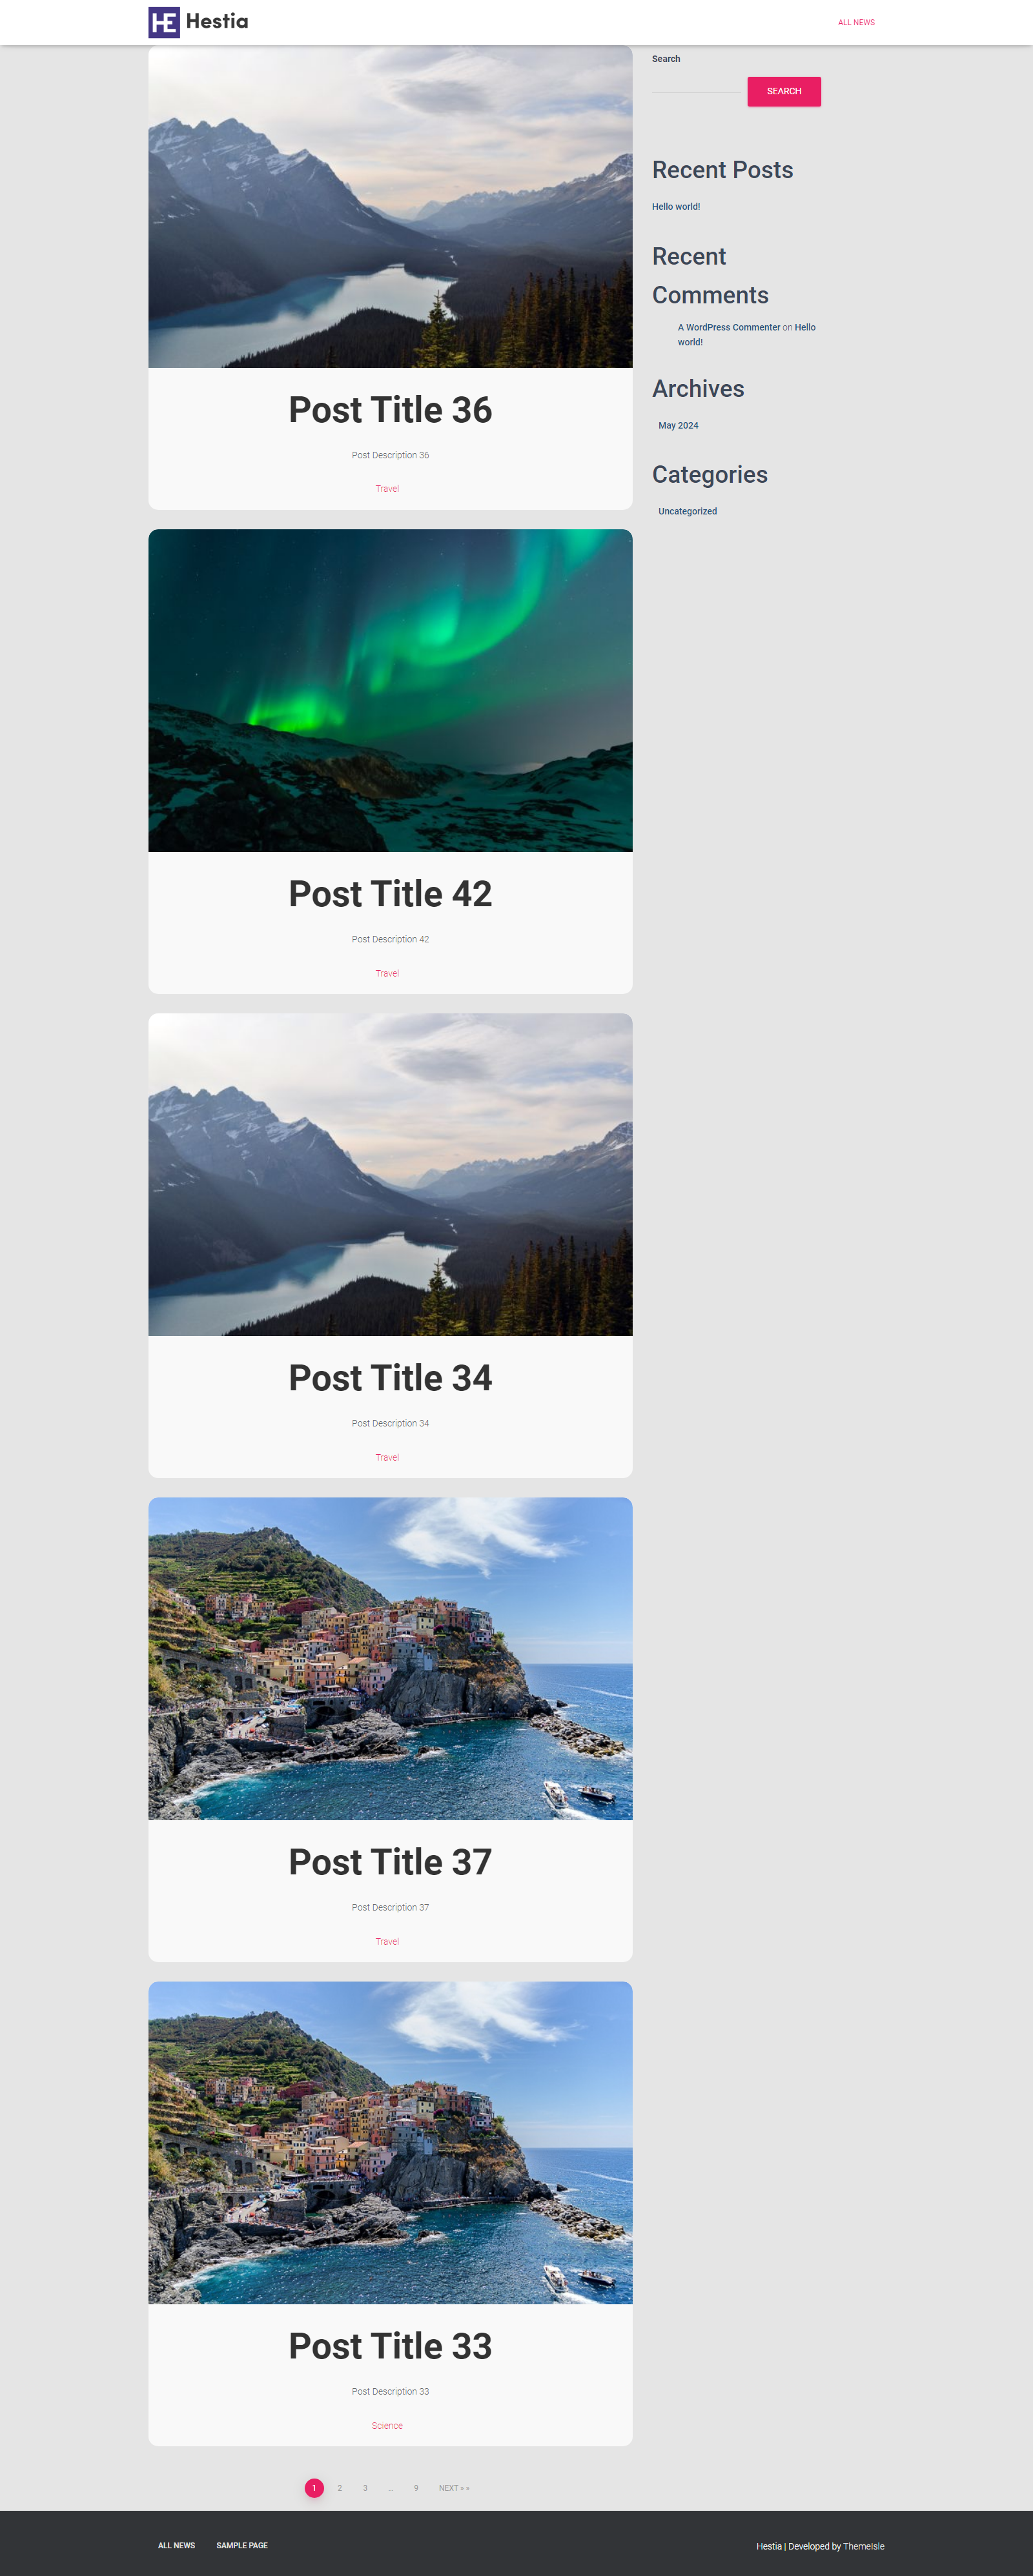 HE Hestia
ALL NEWS
Post Title 36
Post Description 36
Travel
Post Title 42
Post Description 42
Travel
Post Title 34
Post Description 34
Travel
Post Title 37
Post Description 37
Travel
Post Title 33
Post Description 33
Science
1 2 3 … 9 NEXT » »
Search
SEARCH
Recent Posts
Hello world!
Recent
Comments
A WordPress Commenter on Hello
world!
Archives
May 2024
Categories
Uncategorized
ALL NEWS SAMPLE PAGE
Hestia | Developed by ThemeIsle